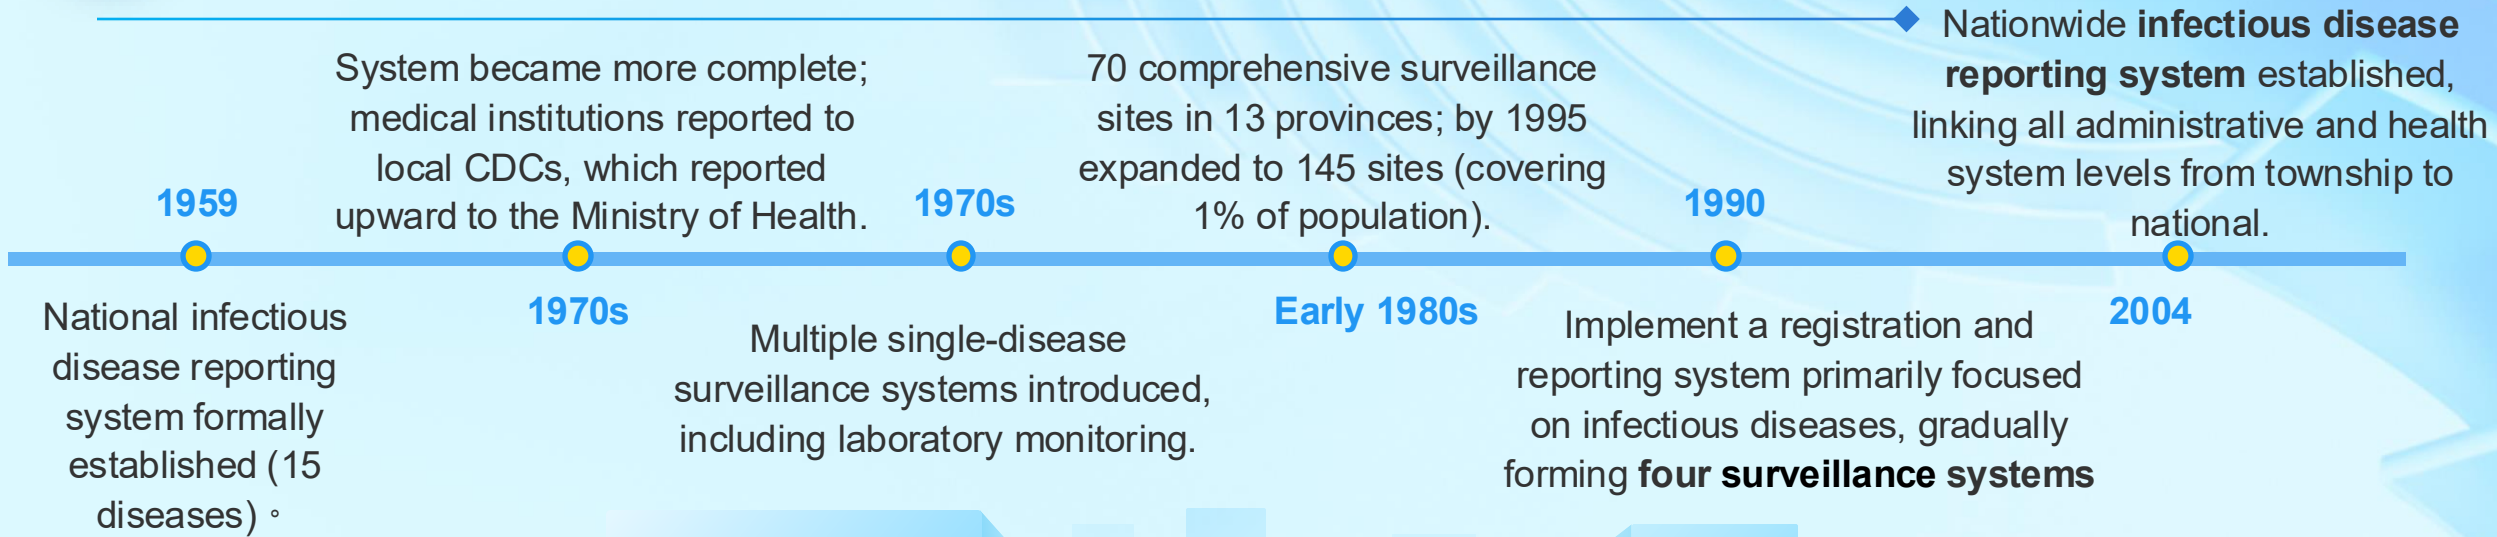 1959
National infectious
disease reporting
system formally
established (15
diseases)。
System became more complete;
medical institutions reported to
local CDCs, which reported
upward to the Ministry of Health.
1970s
1970s
Multiple single-disease
surveillance systems introduced,
including laboratory monitoring.
70 comprehensive surveillance
sites in 13 provinces; by 1995
expanded to 145 sites (covering
1% of population).
Early 1980s
1990
Implement a registration and
reporting system primarily focused
on infectious diseases, gradually
forming four surveillance systems
Nationwide infectious disease
reporting system established,
linking all administrative and health
system levels from township to
national.
2004